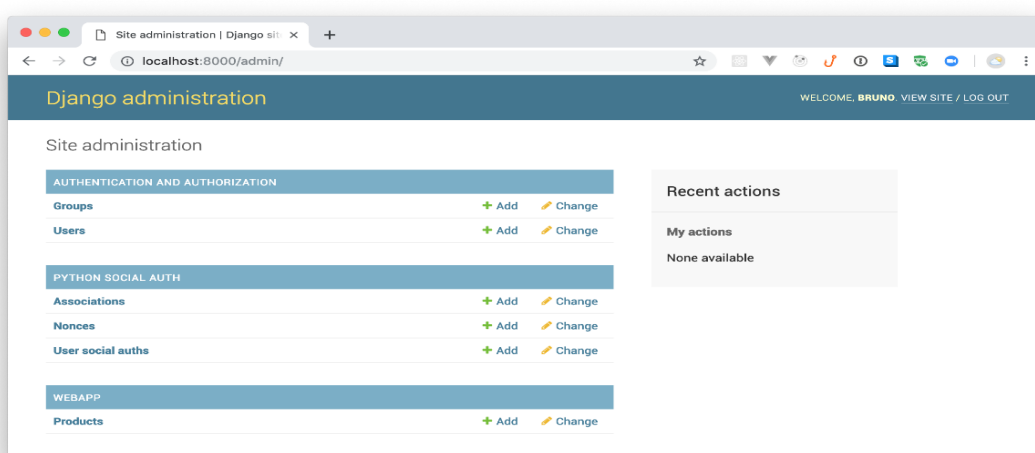 Site administration | Django sit
localhost:8000/admin/
Django administration
WELCOME, BRUNO. VIEW SITE / LOG OUT
Site administration
AUTHENTICATION AND AUTHORIZATION
Groups + Add Change
Users + Add Change
PYTHON SOCIAL AUTH
Associations + Add Change
Nonces + Add Change
User social auths + Add Change
WEBAPP
Products + Add Change
Recent actions
My actions
None available